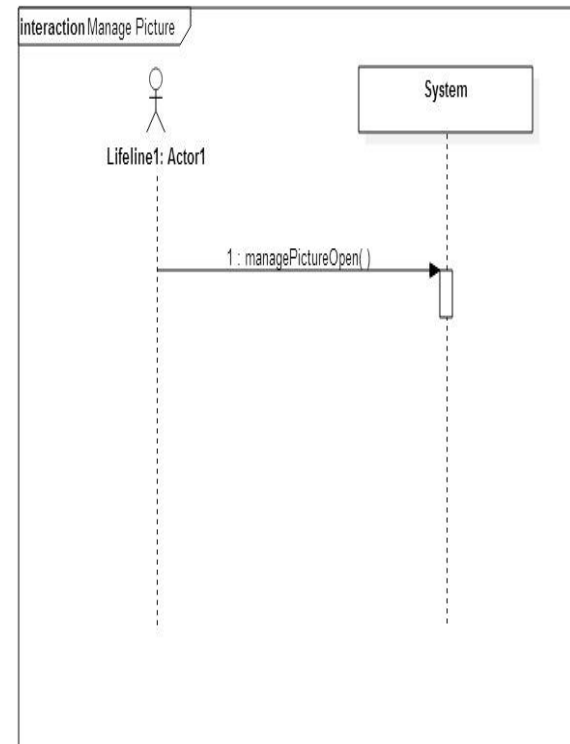 interaction Manage Picture
System
Lifeline1: Actor1
1 : managePictureOpen( )